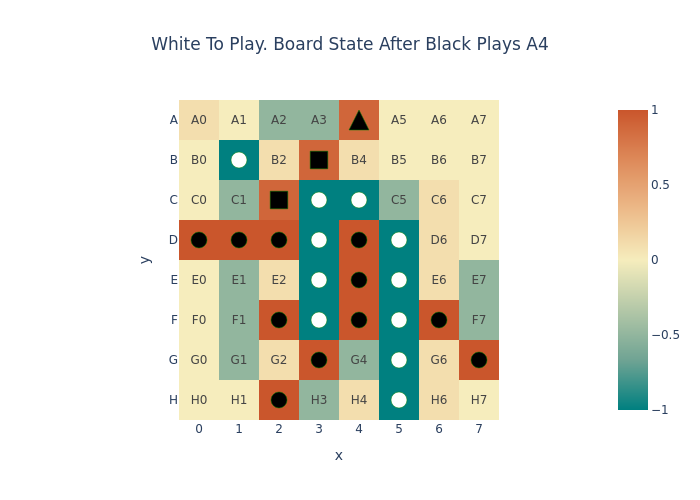 White To Play. Board State After Black Plays A4
A A0 A1 A2 A3 A5 A6 A7
B B0 B2 B4 B5 B6 B7
C C0 C1 C5 C6 C7
D D6 D7
E E0 E1 E2 E6 E7
F F0 F1 F7
G G0 G1 G2 G4 G6
H H0 H1 H3 H4 H6 H7
0 1 2 3 4 5 6 7
x
y
1
0.5
0
−0.5
−1